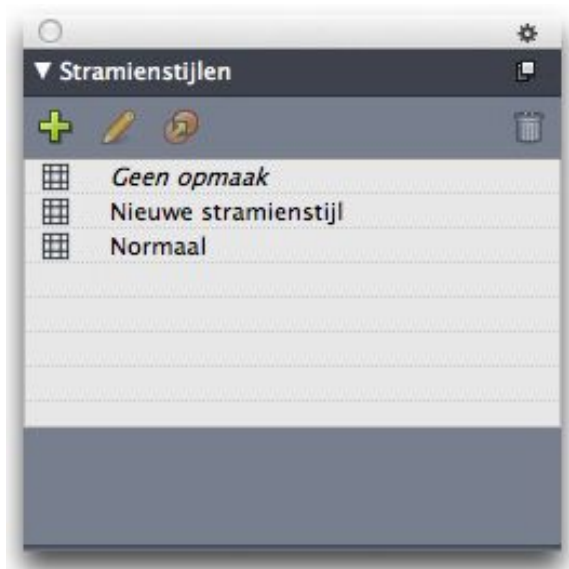 Stramienstijlen
Geen opmaak
Nieuwe stramienstijl
Normaal